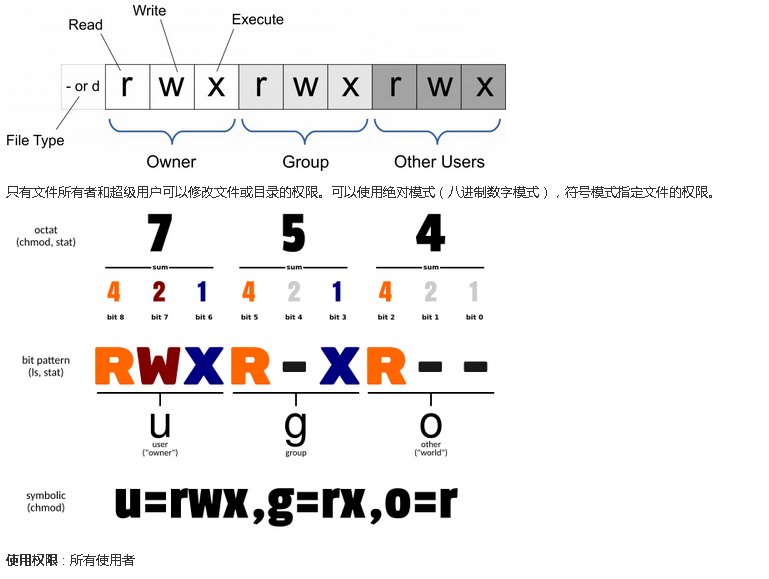 Write
Read
Execute
- or d r w x r w x r w x
File Type
Owner Group Other Users
只有文件所有者和超级用户可以修改文件或目录的权限。可以使用绝对模式（八进制数字模式），符号模式指定文件的权限。
octat
(chmod, stat)
7 5 4
sum sum sum
4 2 1 4 2 1 4 2 1
bit 8 bit 7 bit 6 bit 5 bit 4 bit 3 bit 2 bit 1 bit 0
bit pattern
(ls, stat)
RWX R-X R--
u g o
user group other
("owner") ("world")
symbolic
(chmod)
u=rwx,g=rx,o=r
使用权限 : 所有使用者